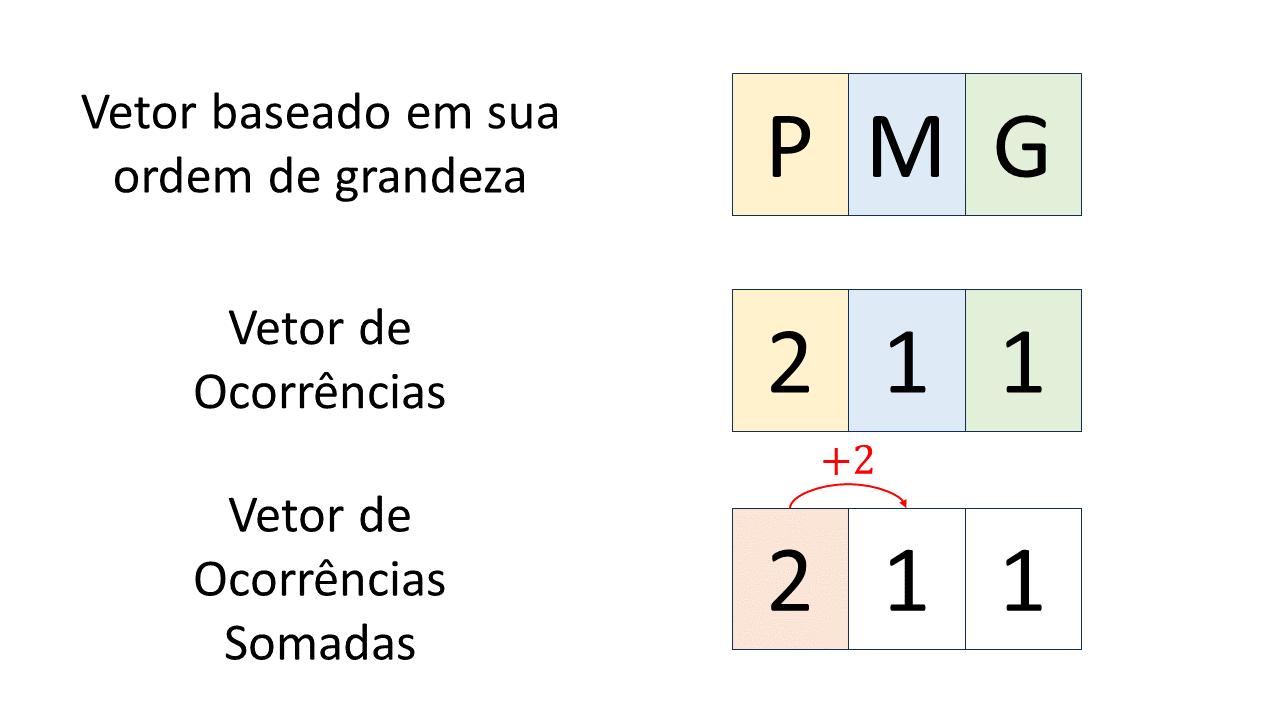 Vetor baseado em sua
ordem de grandeza
P M G
Vetor de
Ocorrências
2 1 1
+2
Vetor de
Ocorrências
Somadas
2 1 1